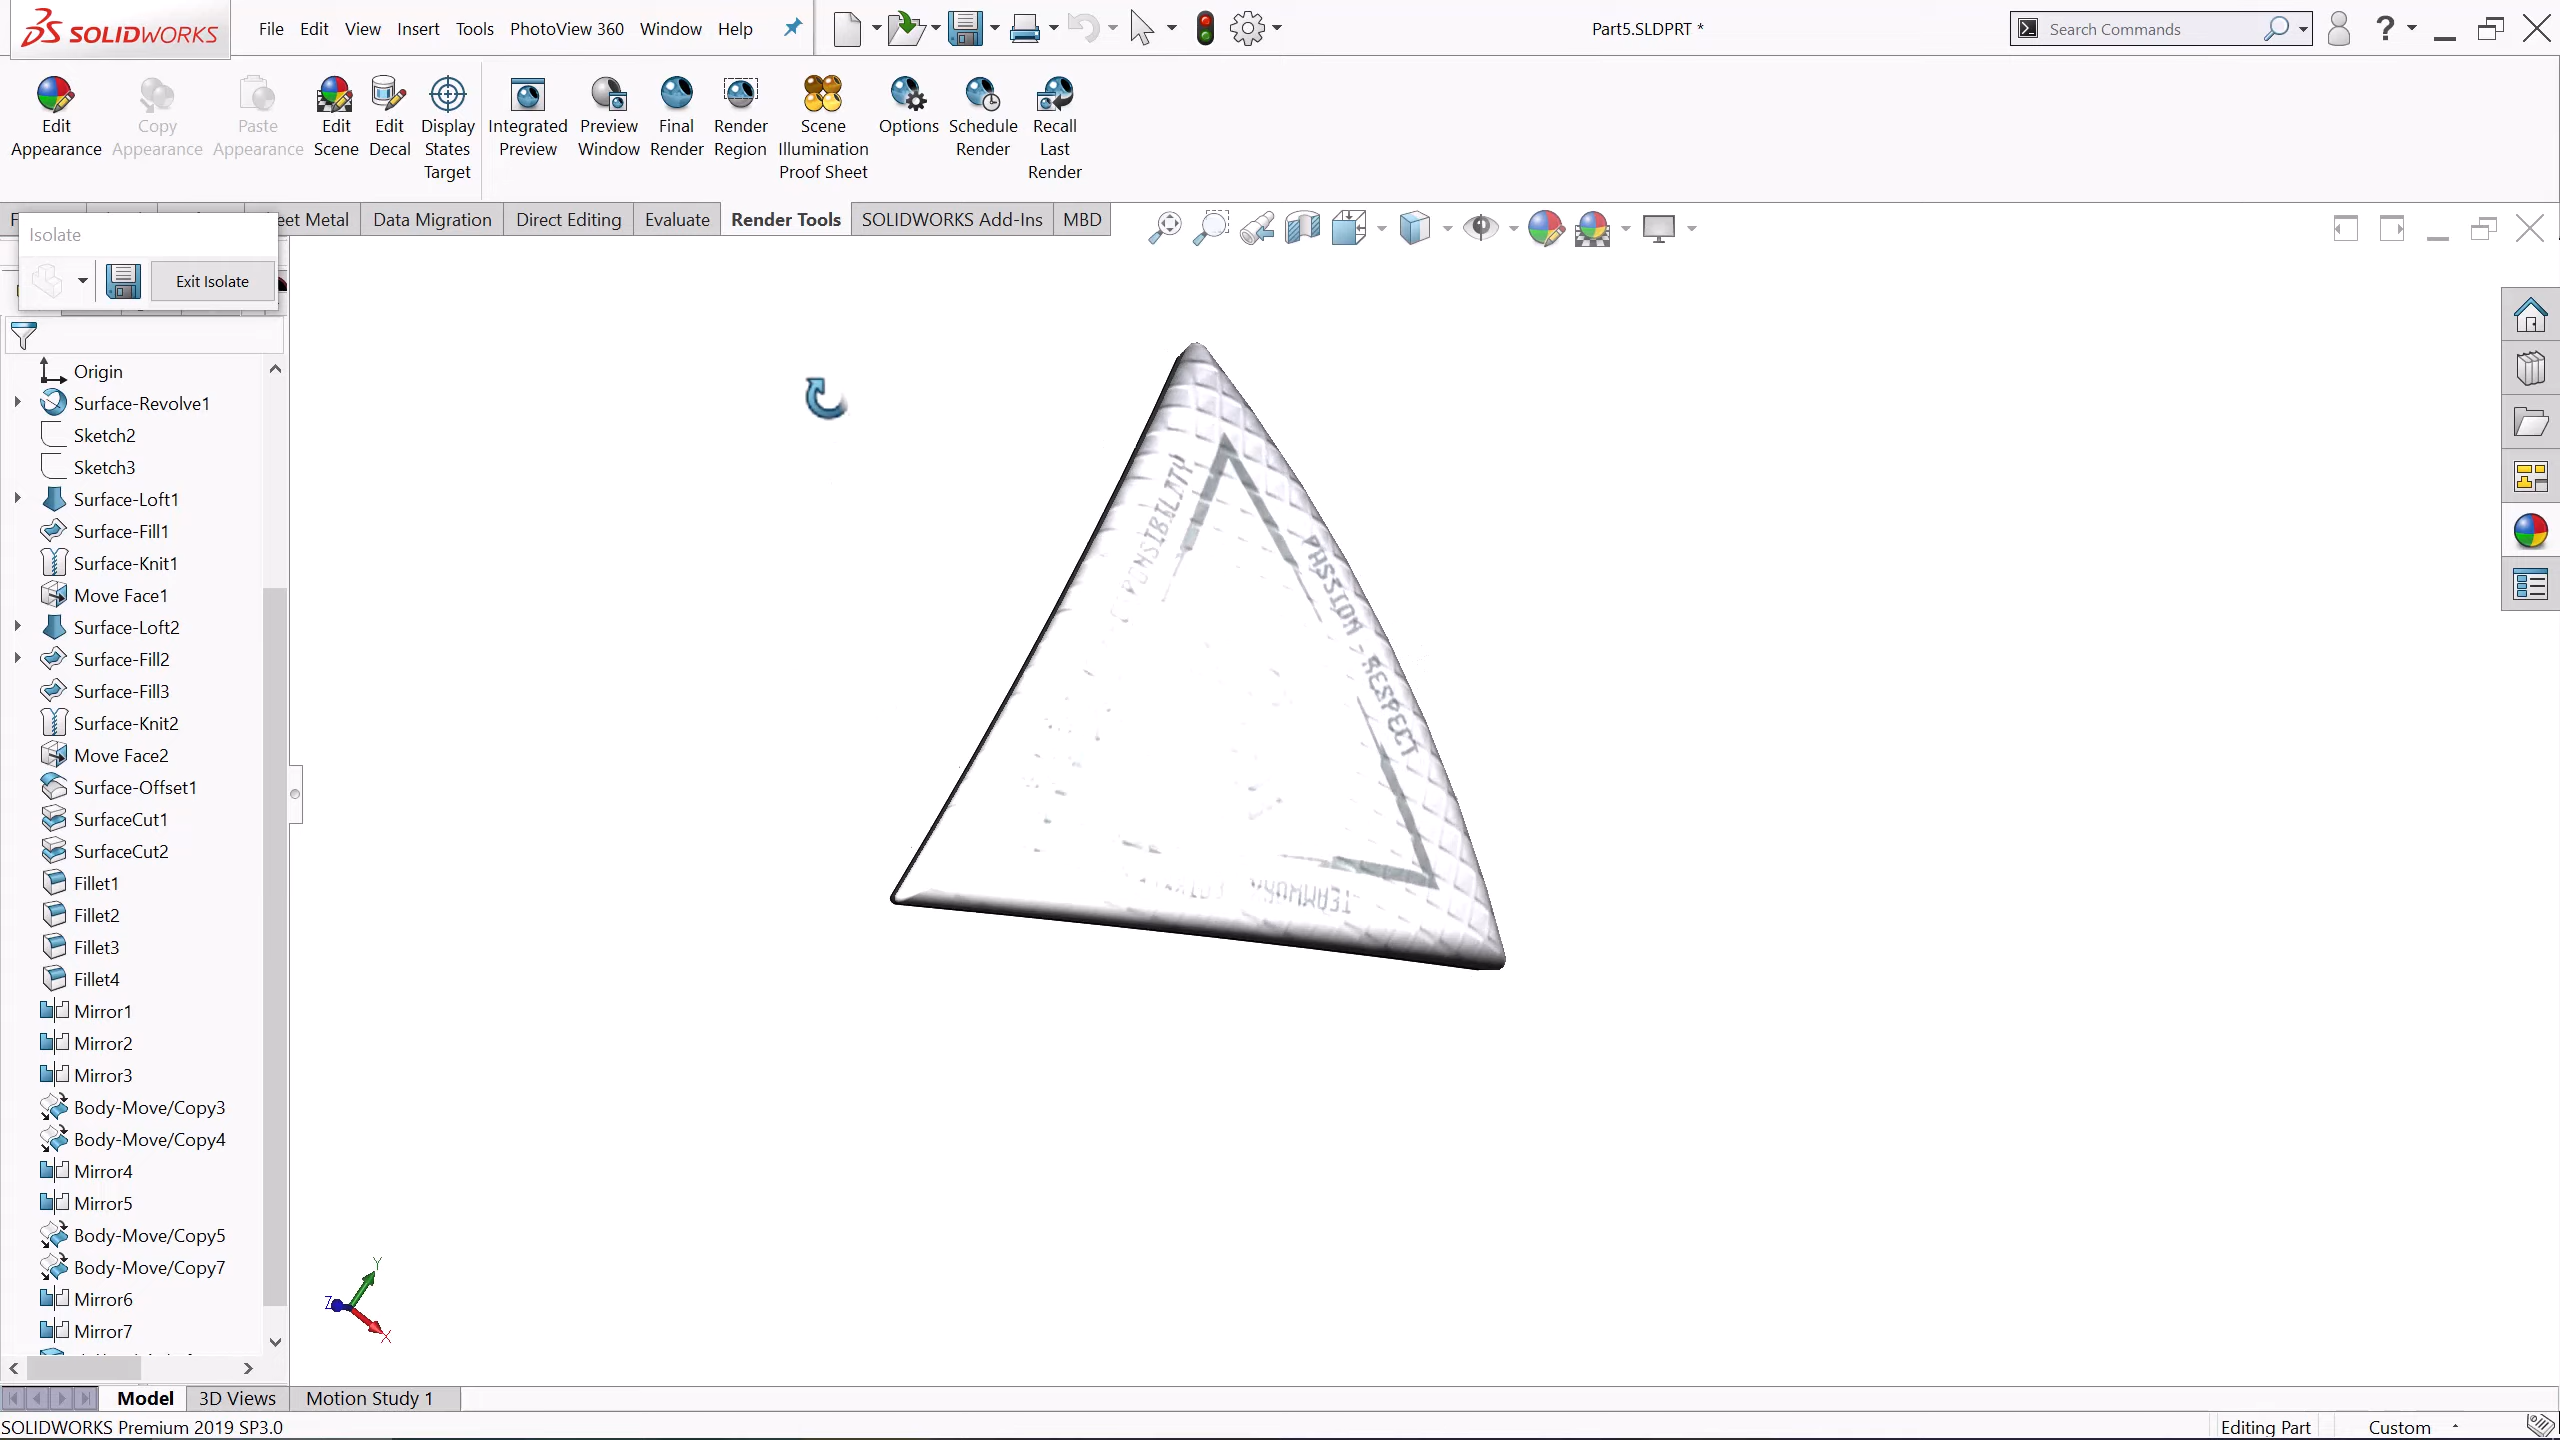 SOLIDWORKS
File Edit View Insert Tools PhotoView 360 Window Help
Part5.SLDPRT *
Search Commands
Edit Appearance
Copy Appearance
Paste Appearance
Edit Scene
Edit Decal
Display States Target
Integrated Preview
Preview Window
Final Render
Render Region
Scene Illumination Proof Sheet
Options
Schedule Render
Recall Last Render
Metal
Data Migration
Direct Editing
Evaluate
Render Tools
SOLIDWORKS Add-Ins
MBD
Isolate
Exit Isolate
Origin
Surface-Revolve1
Sketch2
Sketch3
Surface-Loft1
Surface-Fill1
Surface-Knit1
Move Face1
Surface-Loft2
Surface-Fill2
Surface-Fill3
Surface-Knit2
Move Face2
Surface-Offset1
SurfaceCut1
SurfaceCut2
Fillet1
Fillet2
Fillet3
Fillet4
Mirror1
Mirror2
Mirror3
Body-Move/Copy3
Body-Move/Copy4
Mirror4
Mirror5
Body-Move/Copy5
Body-Move/Copy7
Mirror6
Mirror7
PASSION - RESPECT
TEAMWORK
Y
Z
X
Model
3D Views
Motion Study 1
SOLIDWORKS Premium 2019 SP3.0
Editing Part
Custom